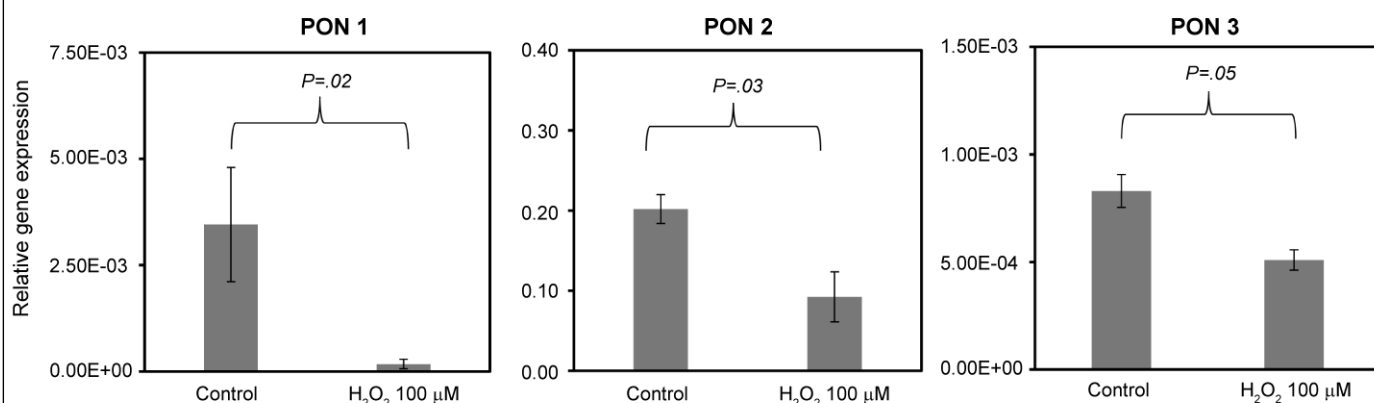 PON 1
PON 2
PON 3
Relative gene expression
7.50E-03
5.00E-03
2.50E-03
0.00E+00
P=.02
Control
H₂O₂ 100 μM
0.40
0.30
0.20
0.10
0.00
P=.03
Control
H₂O₂ 100 μM
1.50E-03
1.00E-03
5.00E-04
0.00E+00
P=.05
Control
H₂O₂ 100 μM